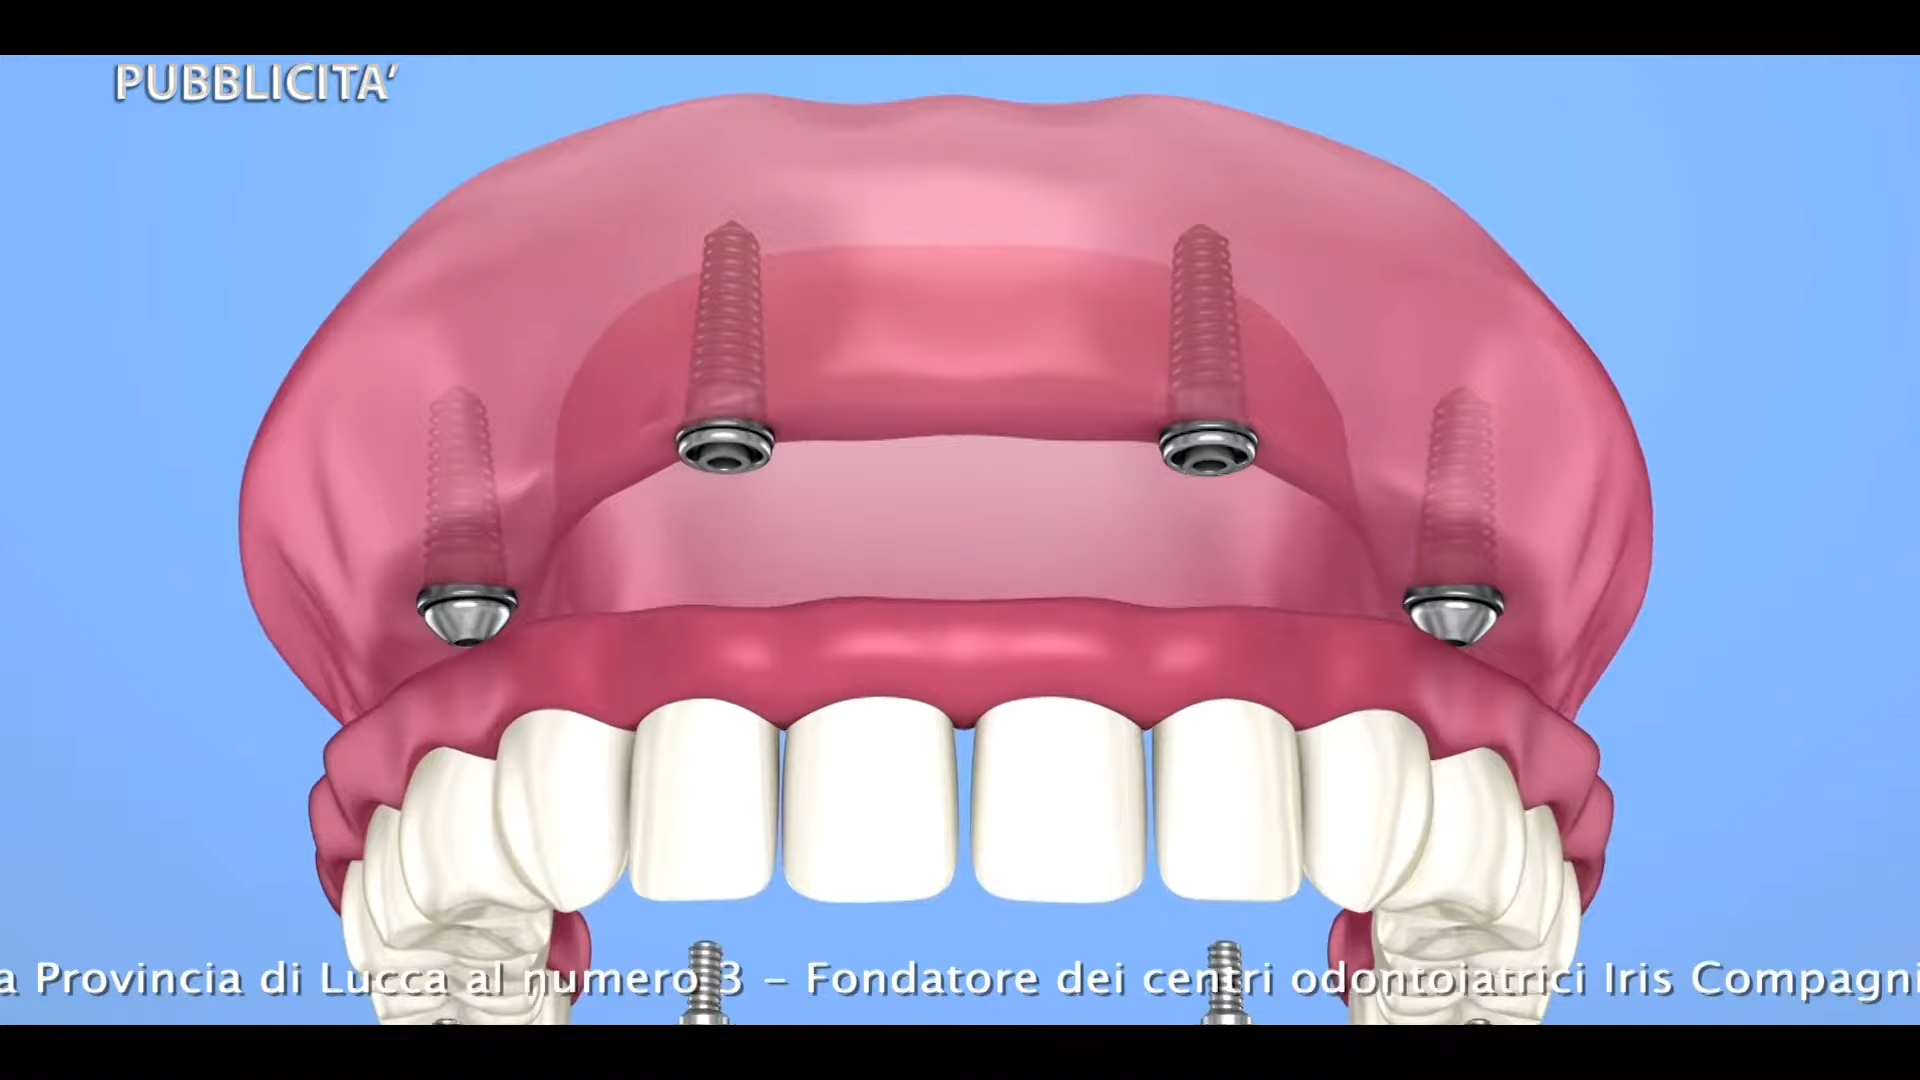 PUBBLICITA’
a Provincia di Lucca al numero 3 – Fondatore dei centri odontoiatrici Iris Compagni